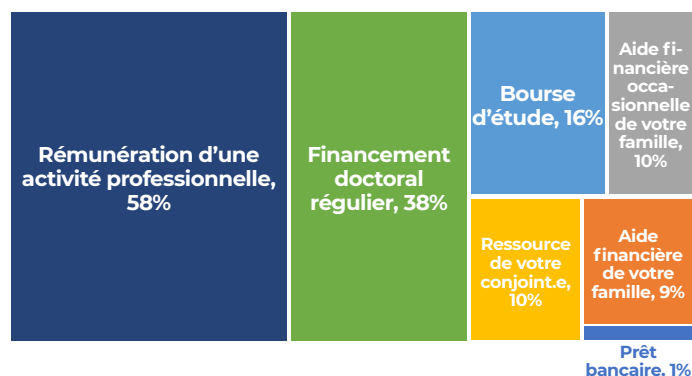 Rémunération d'une
activité professionnelle,
58%
Financement
doctoral
régulier, 38%
Bourse
d'étude, 16%
Aide fi-
nancière
occa-
sionnelle
de votre
famille,
10%
Ressource
de votre
conjoint.e,
10%
Aide
financière
de votre
famille, 9%
Prêt
bancaire, 1%